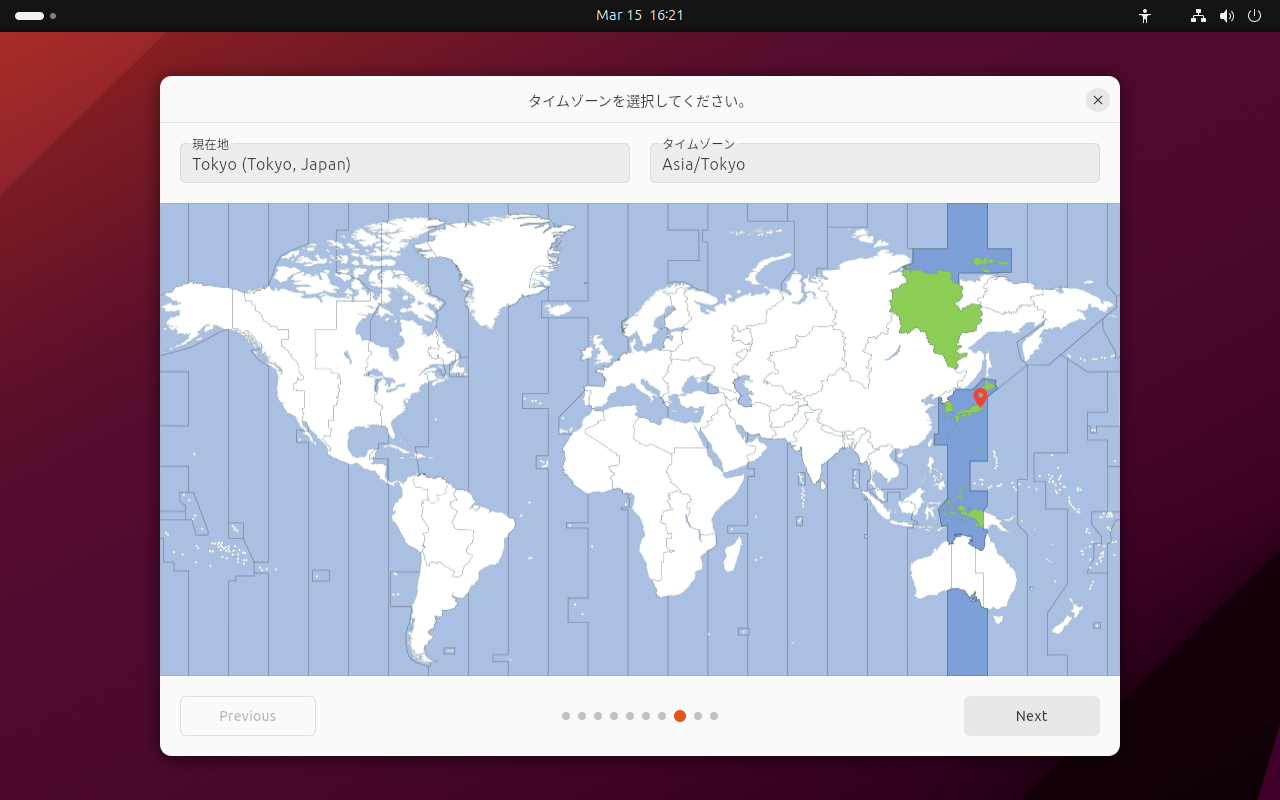 Mar 15 16:21
タイムゾーンを選択してください。
現在地
Tokyo (Tokyo, Japan)
タイムゾーン
Asia/Tokyo
Previous
Next